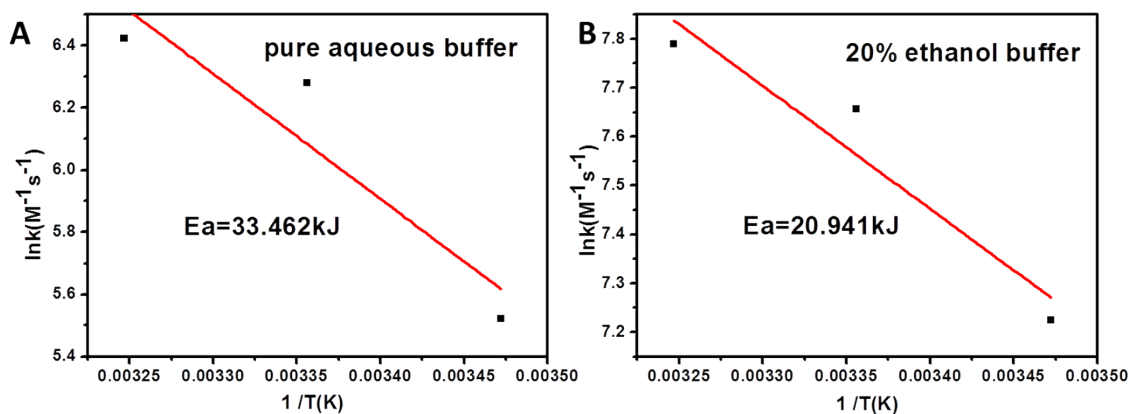 A
pure aqueous buffer
Ea=33.462kJ
lnk(M⁻¹s⁻¹)
6.4
6.2
6.0
5.8
5.6
5.4
0.00325 0.00330 0.00335 0.00340 0.00345 0.00350
1 /T(K)
B
20% ethanol buffer
Ea=20.941kJ
lnk(M⁻¹s⁻¹)
7.8
7.7
7.6
7.5
7.4
7.3
7.2
0.00325 0.00330 0.00335 0.00340 0.00345 0.00350
1 /T(K)